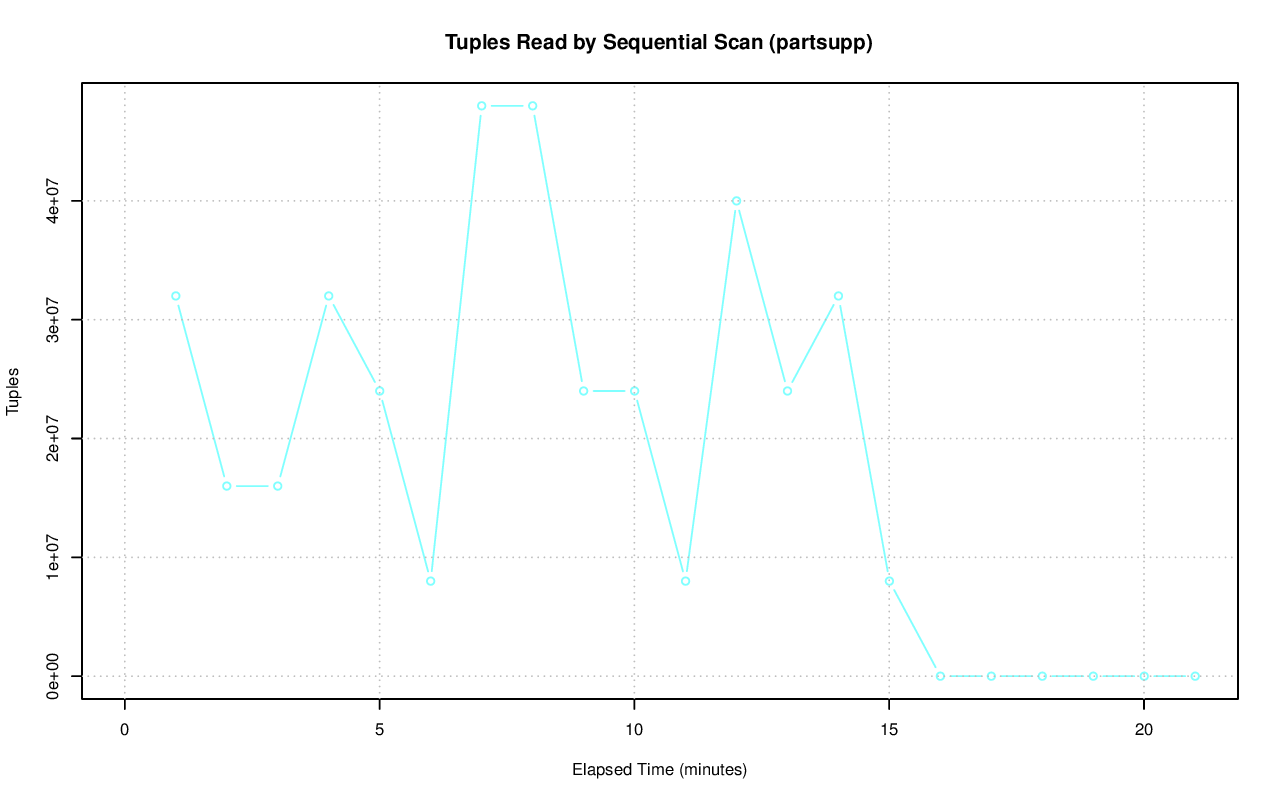 Tuples Read by Sequential Scan (partsupp)
Tuples
4e+07
3e+07
2e+07
1e+07
0e+00
0 5 10 15 20
Elapsed Time (minutes)